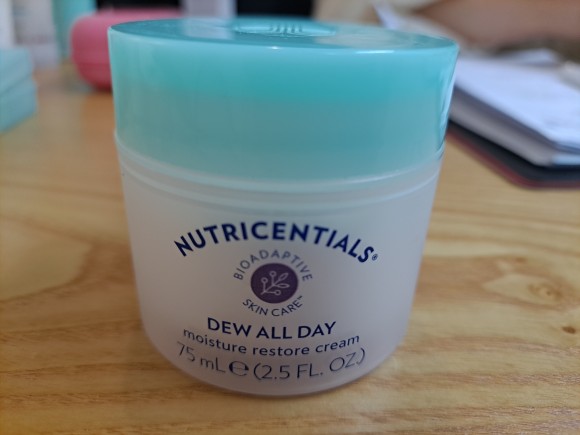 NUTRICENTIALS®
BIOADAPTIVE
SKIN CARE™
DEW ALL DAY
moisture restore cream
75 mL ℮ (2.5 FL. OZ.)